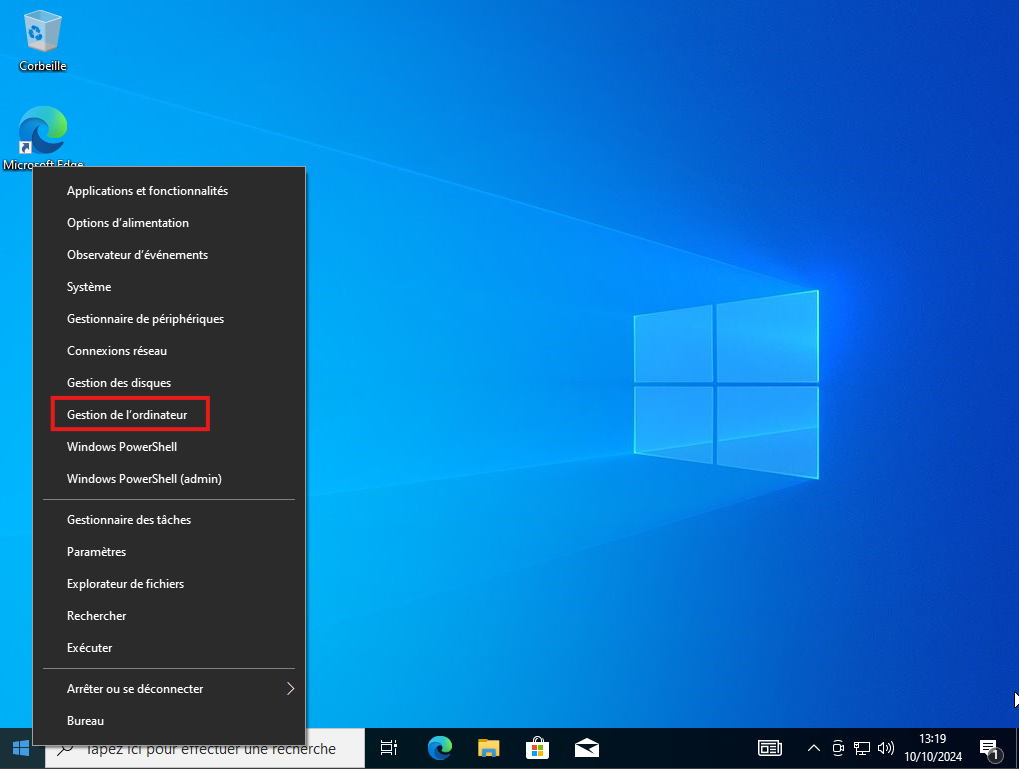 Corbeille
Microsoft Edge
Applications et fonctionnalités
Options d’alimentation
Observateur d’événements
Système
Gestionnaire de périphériques
Connexions réseau
Gestion des disques
Gestion de l’ordinateur
Windows PowerShell
Windows PowerShell (admin)
Gestionnaire des tâches
Paramètres
Explorateur de fichiers
Rechercher
Exécuter
Arrêter ou se déconnecter
Bureau
Tapez ici pour effectuer une recherche
13:19
10/10/2024
1